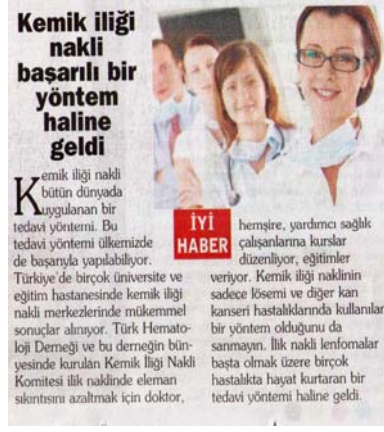 Kemik iliği
nakli
başarılı bir
yöntem
haline
geldi
Kemik iliği nakli
bütün dünyada
uygulanan bir
tedavi yöntemi. Bu
tedavi yöntemi ülkemizde
de başarıyla yapılabiliyor.
Türkiye'de birçok üniversite ve
eğitim hastanesinde kemik iliği
nakli merkezlerinde mükemmel
sonuçlar alınıyor. Türk Hemato-
loji Derneği ve bu derneğin bün-
yesinde kurulan Kemik İliği Nakli
Komitesi ilik naklinde eleman
sıkıntısını azaltmak için doktor,
İYİ
HABER
hemşire, yardımcı sağlık
çalışanlarına kurslar
düzenliyor, eğitimler
veriyor. Kemik iliği naklinin
sadece lösemi ve diğer kan
kanseri hastalıklarında kullanılan
bir yöntem olduğunu da
sanmayın. İlik nakli lenfomalar
başta olmak üzere birçok
hastalıkta hayat kurtaran bir
tedavi yöntemi haline geldi.